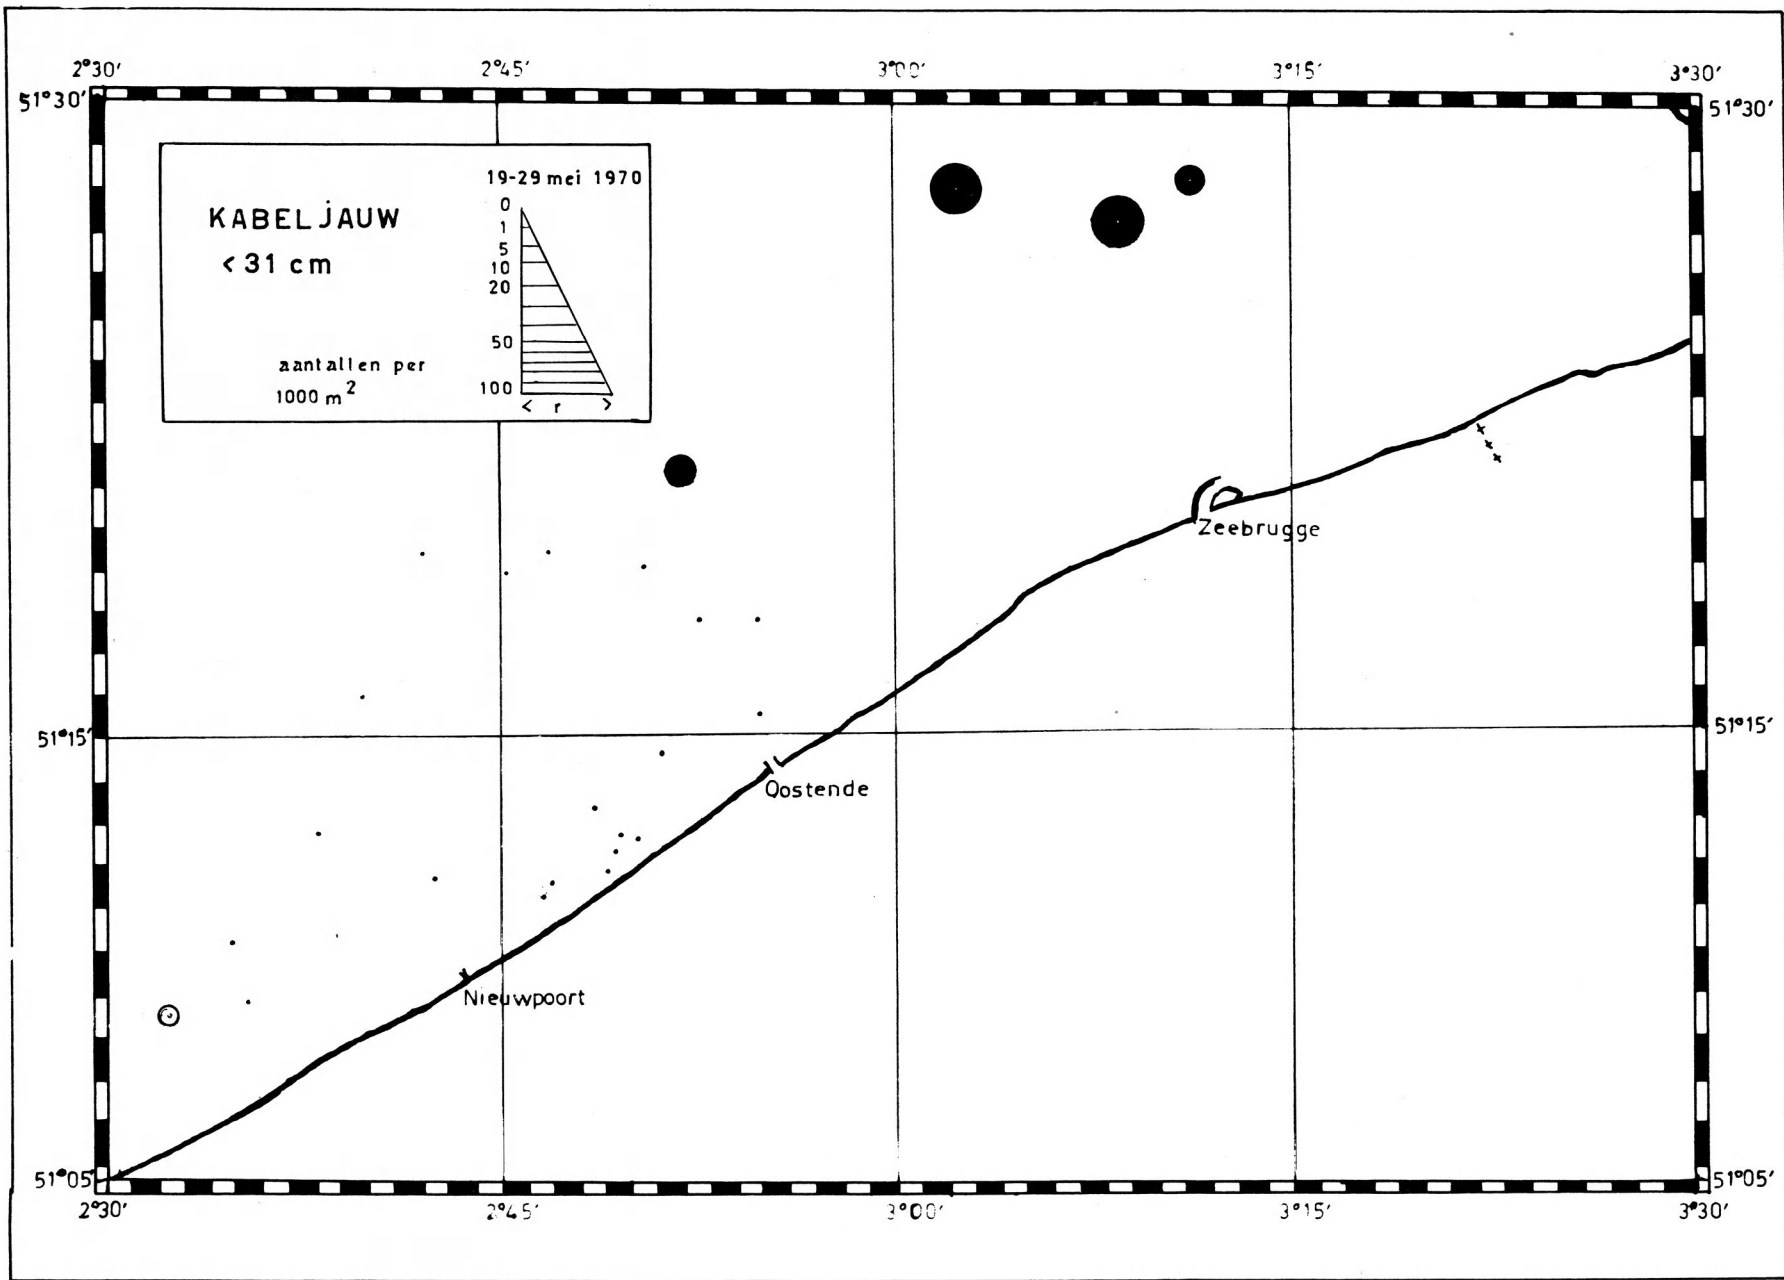 2°30′ 2°45′ 3°00′ 3°15′ 3°30′
51°30′ 51°30′
19-29 mei 1970
KABELJAUW
< 31 cm
0
1
5
10
20
50
100
aantallen per
1000 m²
< r >
Zeebrugge
51°15′ 51°15′
Oostende
Nieuwpoort
51°05′ 51°05′
2°30′ 2°45′ 3°00′ 3°15′ 3°30′